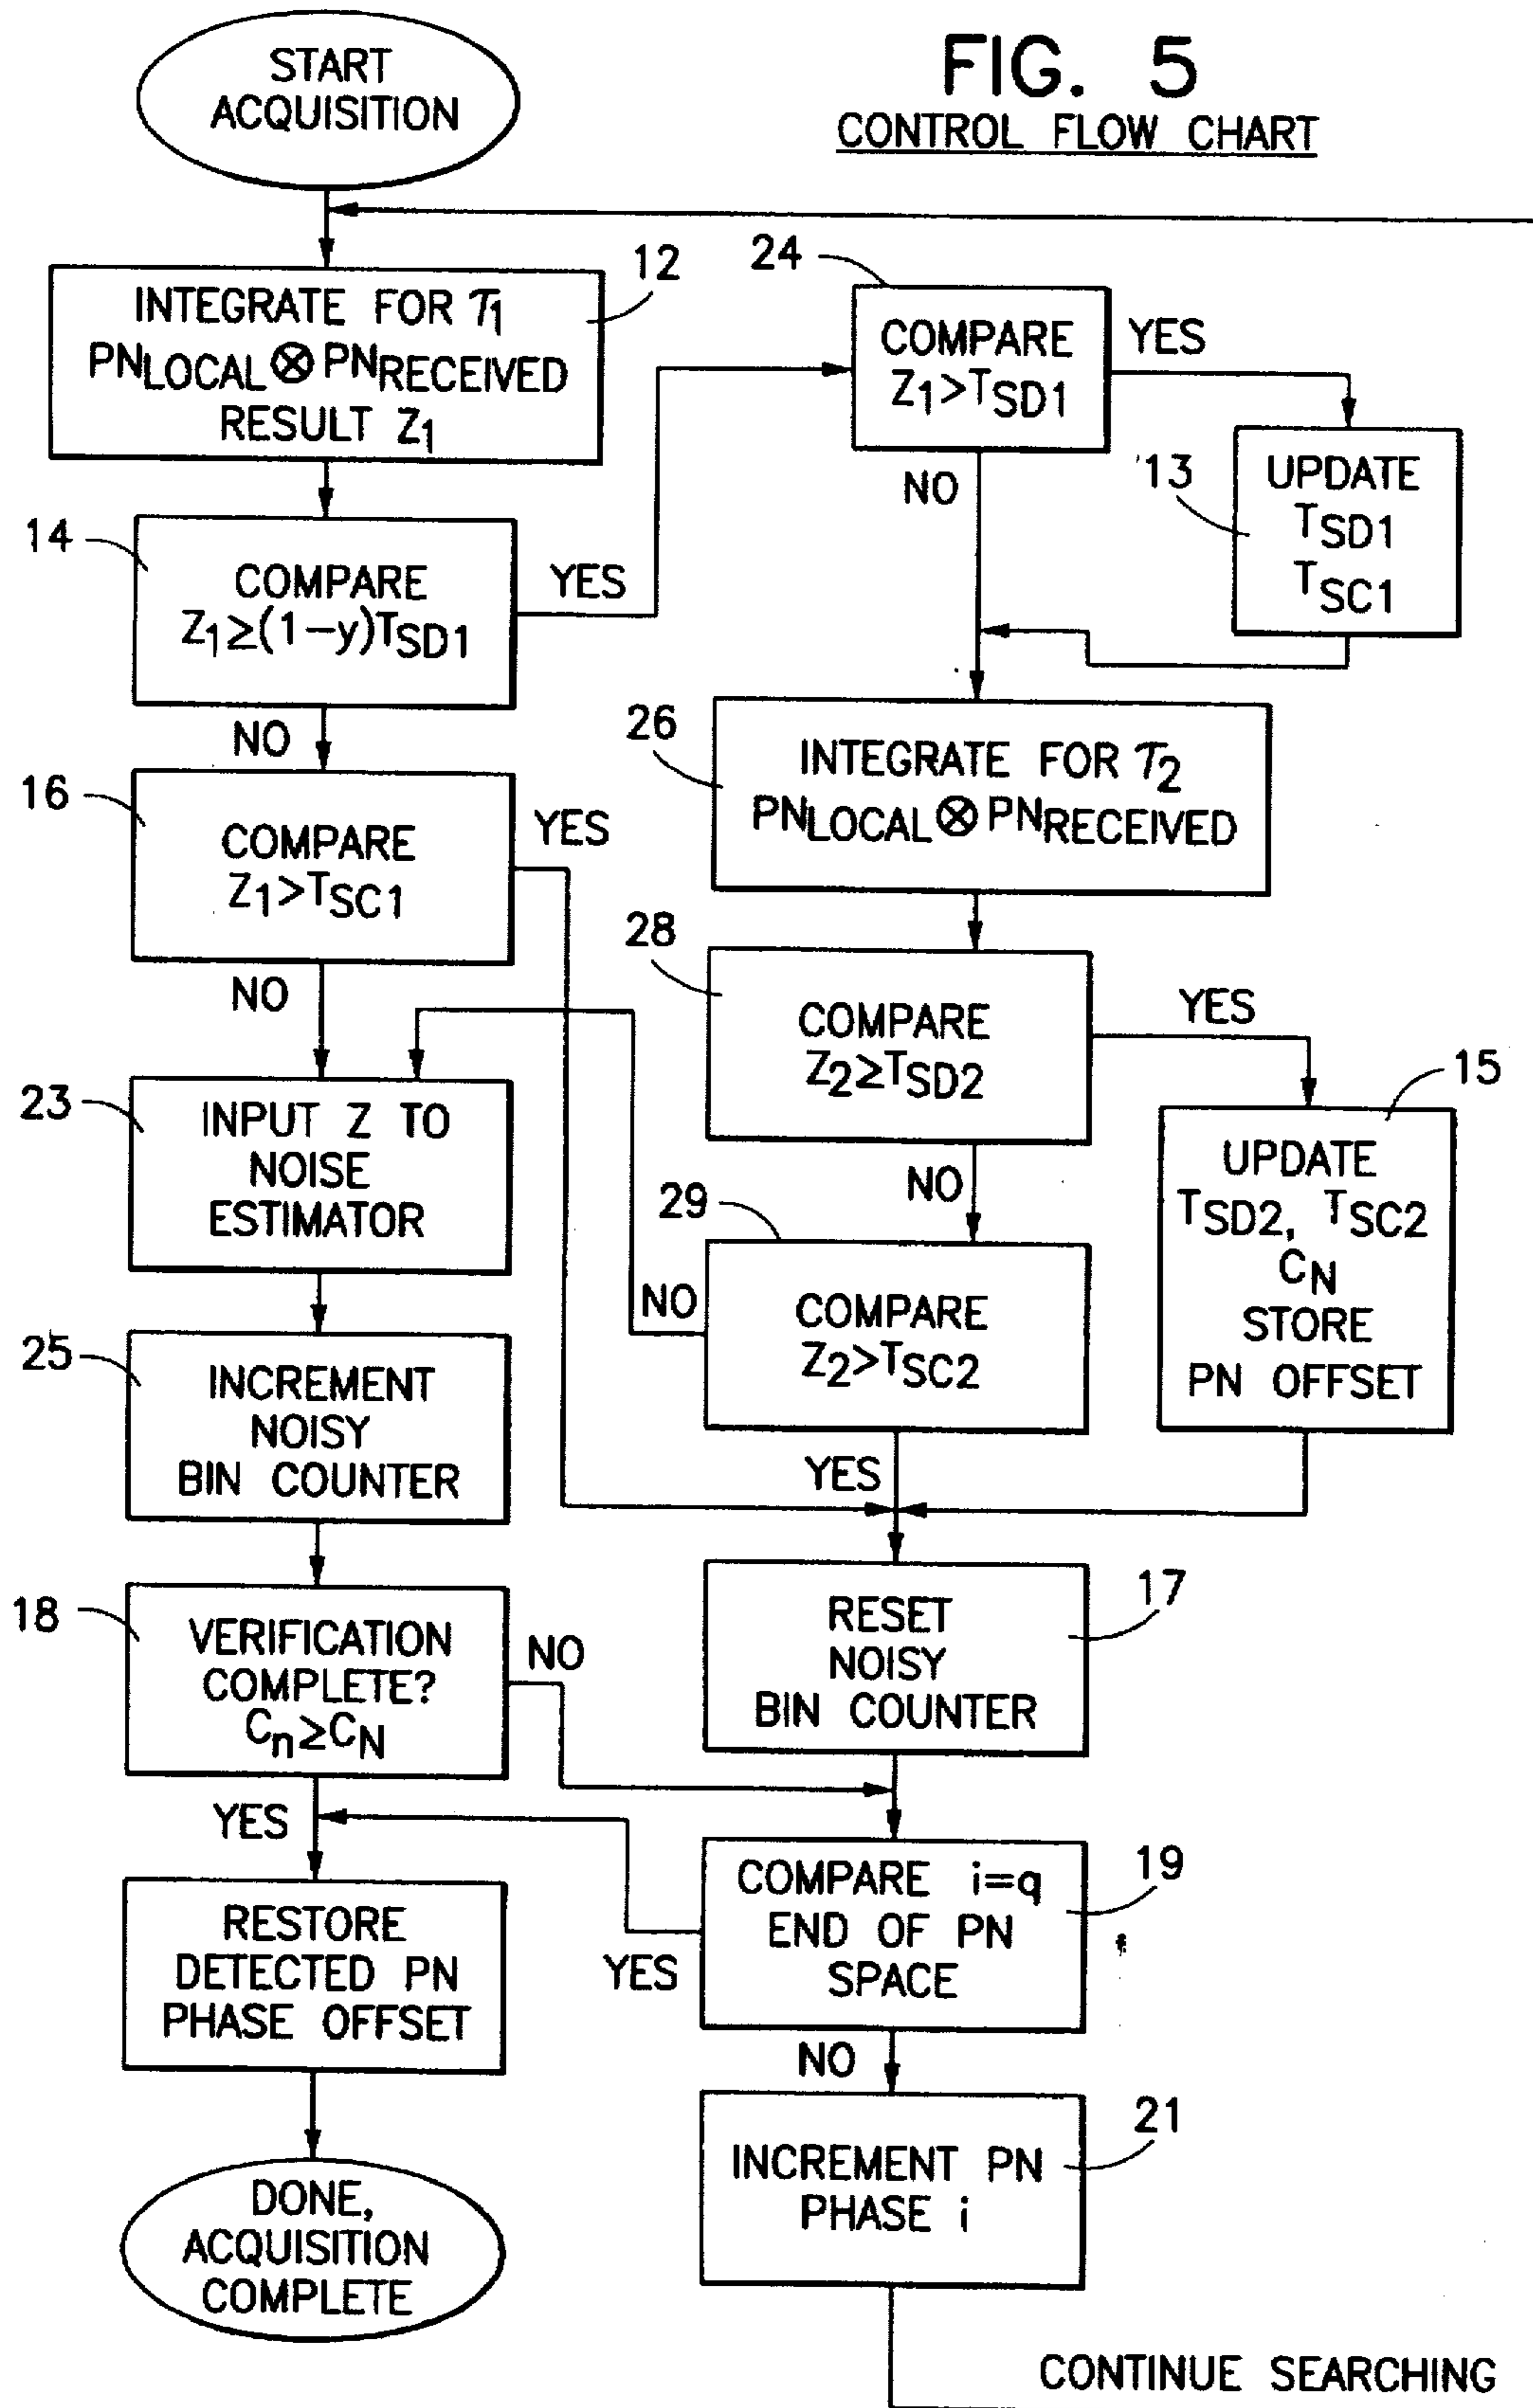 FIG. 5
CONTROL FLOW CHART
START
ACQUISITION
12
INTEGRATE FOR τ1
PNLOCAL⊗PNRECEIVED
RESULT Z1
14
COMPARE
Z1≥(1-y)TSD1
YES
NO
16
COMPARE
Z1>TSC1
YES
NO
23
INPUT Z TO
NOISE
ESTIMATOR
25
INCREMENT
NOISY
BIN COUNTER
18
VERIFICATION
COMPLETE?
Cn≥CN
NO
YES
RESTORE
DETECTED PN
PHASE OFFSET
DONE,
ACQUISITION
COMPLETE
24
COMPARE
Z1>TSD1
YES
NO
13
UPDATE
TSD1
TSC1
26
INTEGRATE FOR τ2
PNLOCAL⊗PNRECEIVED
28
COMPARE
Z2≥TSD2
YES
NO
15
UPDATE
TSD2, TSC2
CN
STORE
PN OFFSET
29
COMPARE
Z2>TSC2
NO
YES
17
RESET
NOISY
BIN COUNTER
19
COMPARE i=q
END OF PN
SPACE
YES
NO
21
INCREMENT PN
PHASE i
CONTINUE SEARCHING